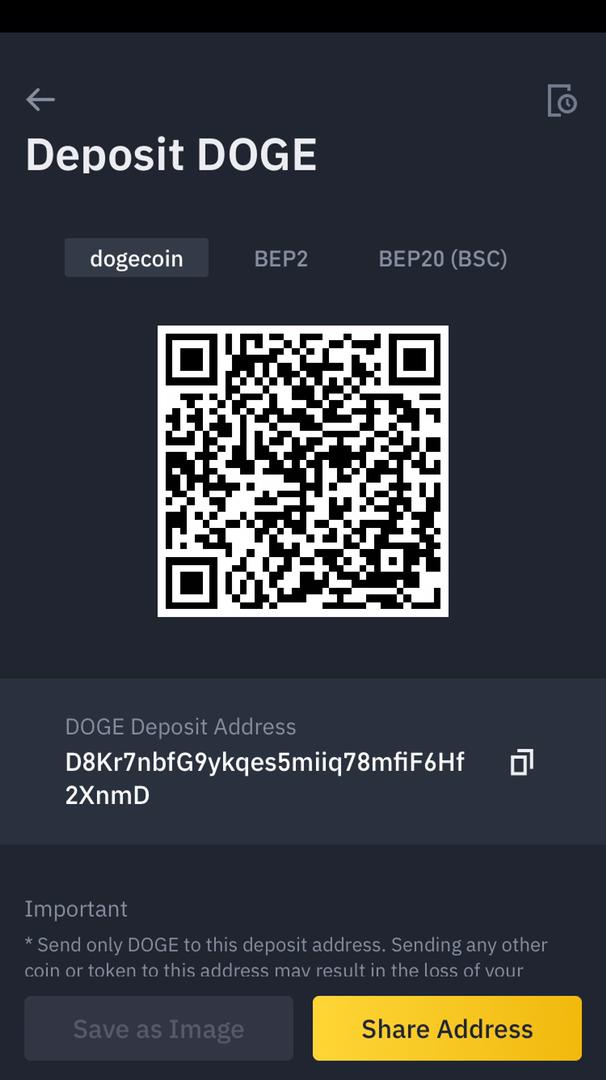 Deposit DOGE
dogecoin
BEP2
BEP20 (BSC)
DOGE Deposit Address
D8Kr7nbfG9ykqes5miiq78mfiF6Hf
2XnmD
Important
* Send only DOGE to this deposit address. Sending any other
coin or token to this address may result in the loss of your
Save as Image
Share Address